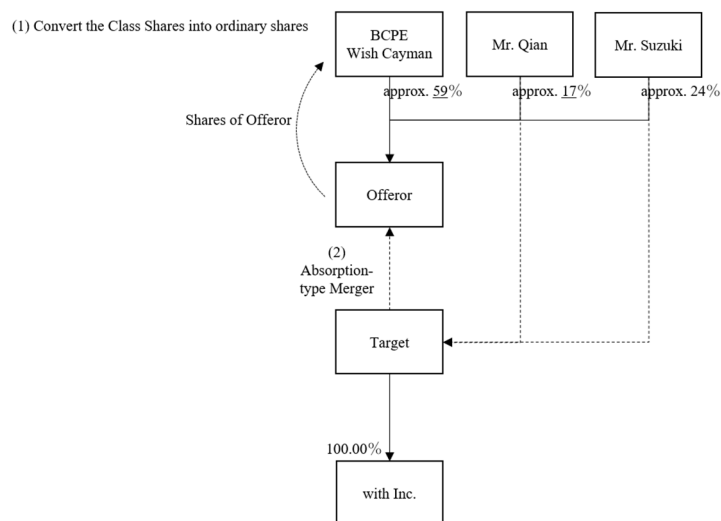 (1) Convert the Class Shares into ordinary shares
BCPE
Wish Cayman
Mr. Qian
Mr. Suzuki
approx. 59%
approx. 17%
approx. 24%
Shares of Offeror
Offeror
(2)
Absorption-
type Merger
Target
100.00%
with Inc.